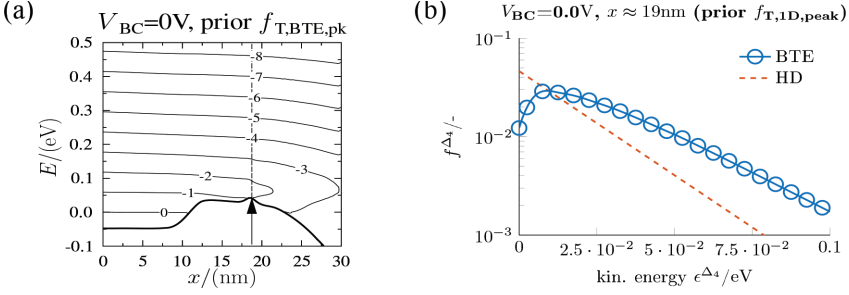 (a)
V_BC=0V, prior f_T,BTE,pk
E/(eV)
0.5
0.4
0.3
0.2
0.1
0.0
-0.1
-8
-7
-6
-5
-4
-3
-2
-1
0
0 5 10 15 20 25 30
x/(nm)
(b)
V_BC=0.0V, x ≈ 19nm (prior f_T,1D,peak)
f^Δ4/-
10^−1
10^−2
10^−3
BTE
HD
0 2.5 · 10^−2 5 · 10^−2 7.5 · 10^−2 0.1
kin. energy ϵ^Δ4/eV